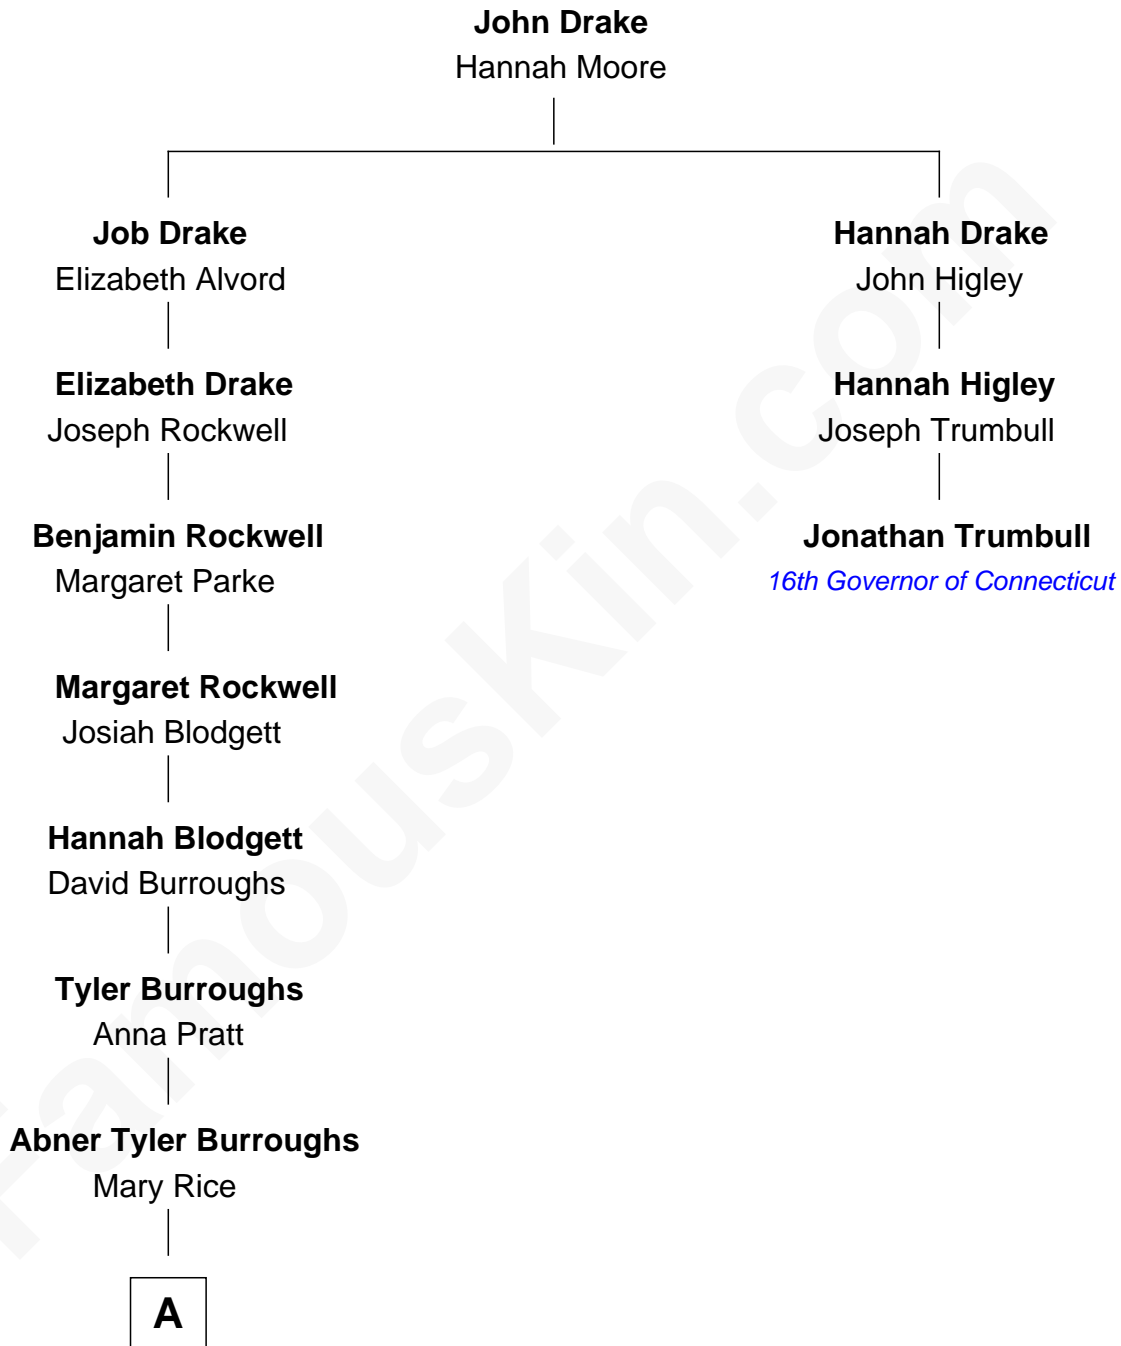 John Drake
Hannah Moore
Job Drake
Elizabeth Alvord
Hannah Drake
John Higley
Elizabeth Drake
Joseph Rockwell
Hannah Higley
Joseph Trumbull
Benjamin Rockwell
Margaret Parke
Jonathan Trumbull
16th Governor of Connecticut
Margaret Rockwell
Josiah Blodgett
Hannah Blodgett
David Burroughs
Tyler Burroughs
Anna Pratt
Abner Tyler Burroughs
Mary Rice
A
FamousKin.com